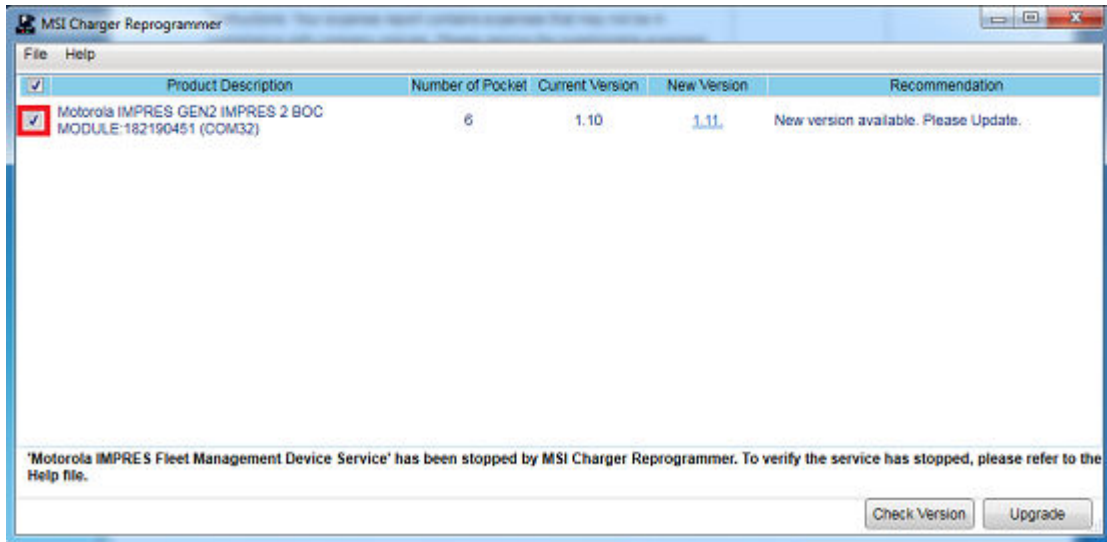 MSI Charger Reprogrammer
File Help
Product Description Number of Pocket Current Version New Version Recommendation
Motorola IMPRES GEN2 IMPRES 2 BOC
MODULE:182190451 (COM32) 6 1.10 1.11. New version available. Please Update.
'Motorola IMPRES Fleet Management Device Service' has been stopped by MSI Charger Reprogrammer. To verify the service has stopped, please refer to the
Help file.
Check Version Upgrade